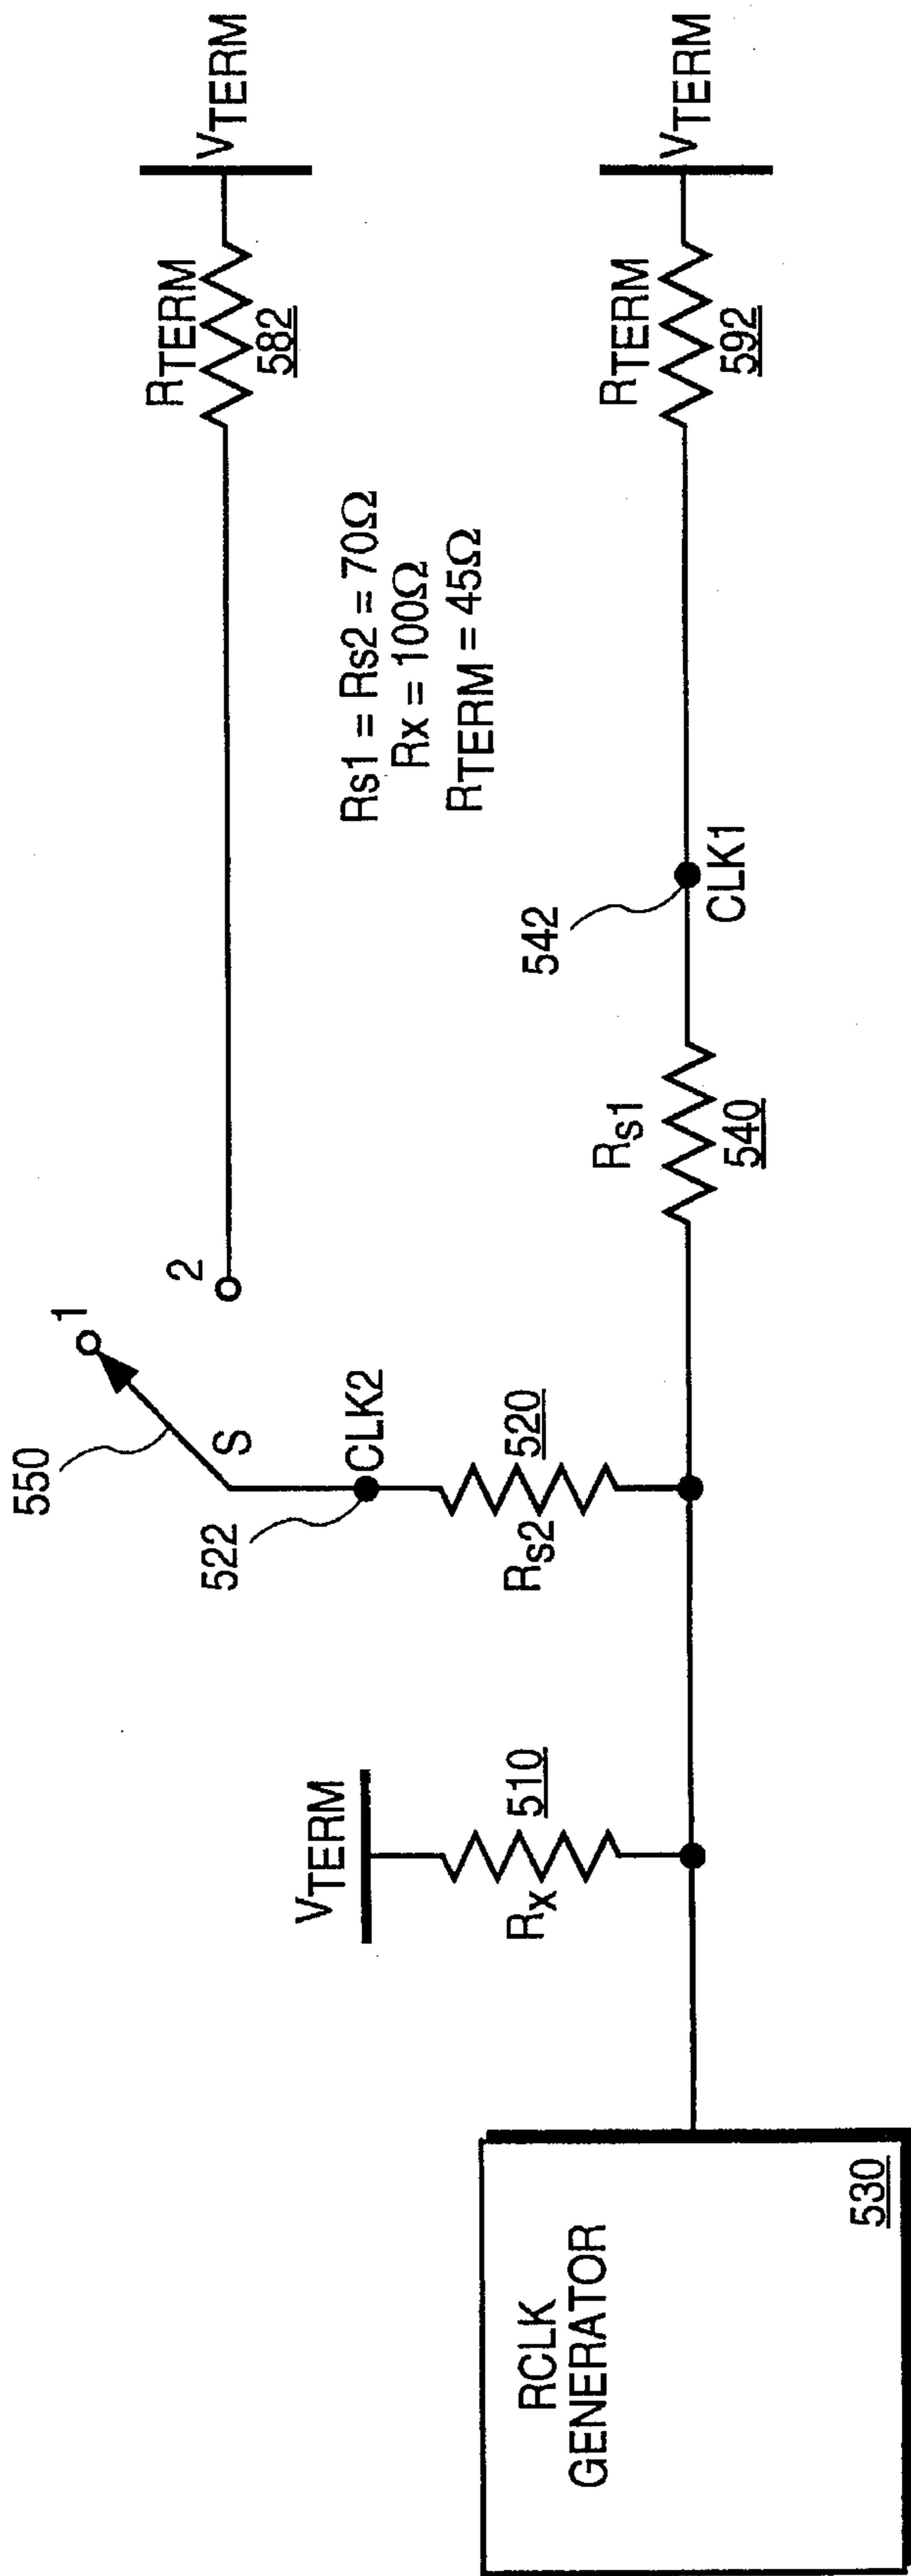 RCLK
GENERATOR
530
VTERM
Rx
510
522
CLK2
Rs2
520
550
S
1
2
Rs1
540
542
CLK1
Rs1 = Rs2 = 70Ω
Rx = 100Ω
RTERM = 45Ω
RTERM
582
VTERM
RTERM
592
VTERM